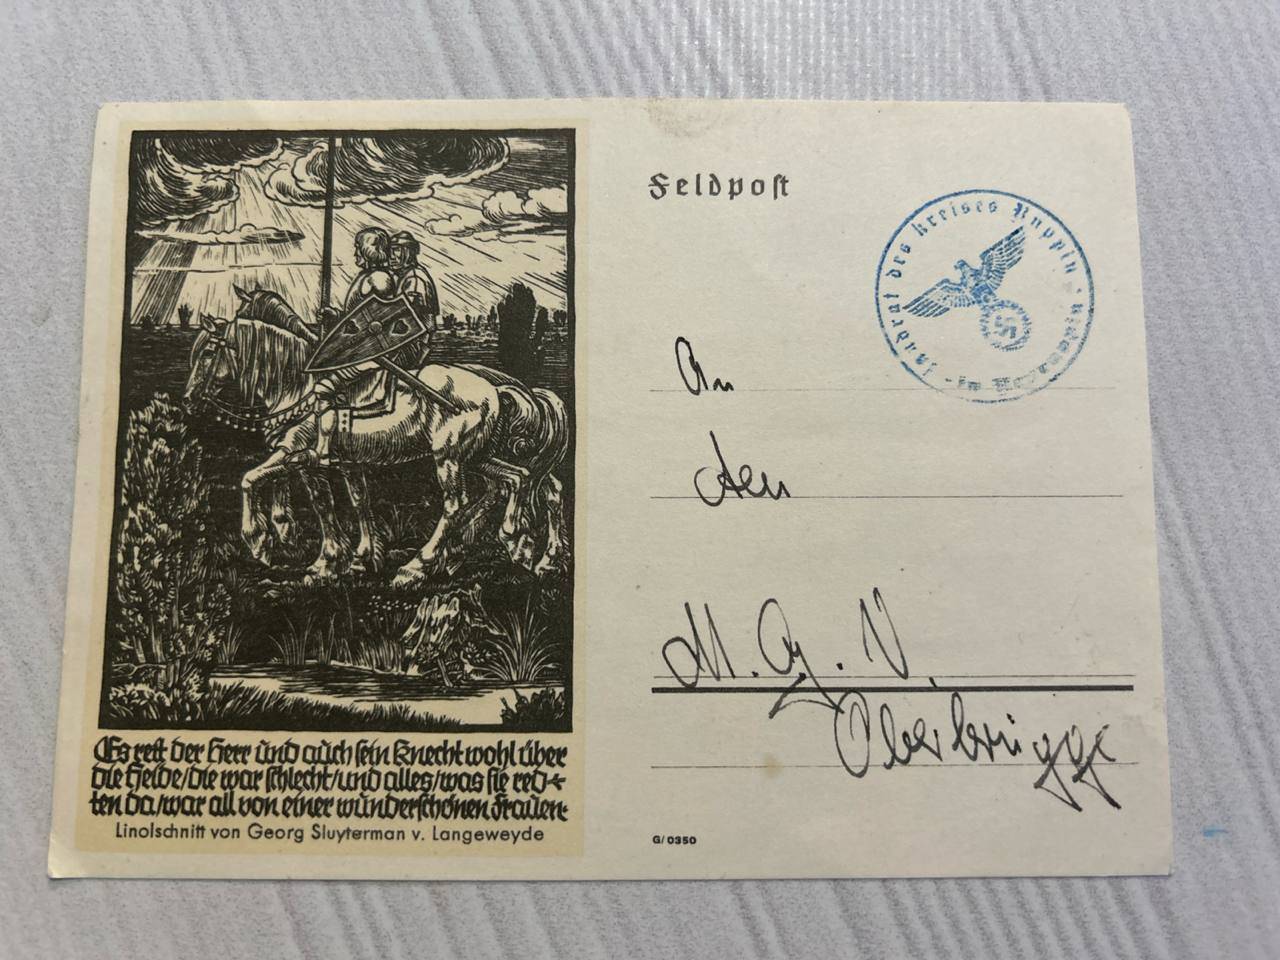 Es reit der Herr und auch sein Knecht wohl über
die Heide/die war schlecht/und alles/was sie red-
ten da/war all von einer wunderschönen Frauen
Linolschnitt von Georg Sluyterman v. Langeweyde
Feldpost
Landrat des Kreises Ruppin
An
den
M. G. V.
Oberbrügge
G/0350